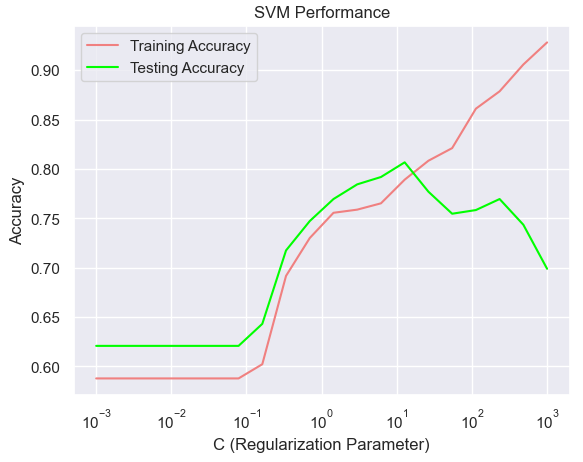 SVM Performance
Training Accuracy
Testing Accuracy
Accuracy
0.90
0.85
0.80
0.75
0.70
0.65
0.60
10⁻³ 10⁻² 10⁻¹ 10⁰ 10¹ 10² 10³
C (Regularization Parameter)